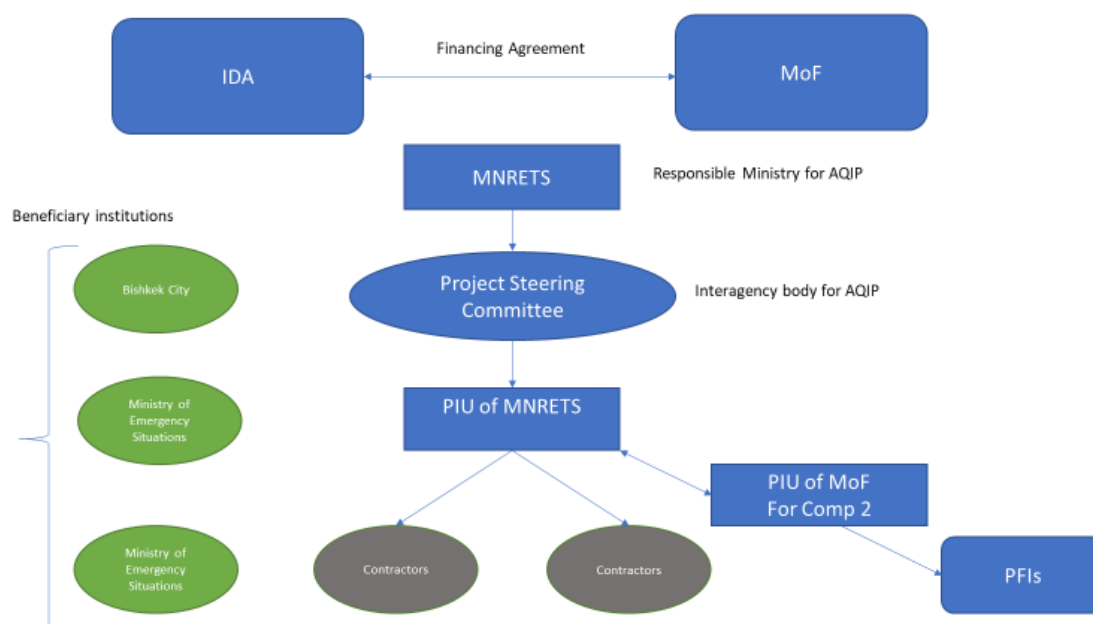 IDA
Financing Agreement
MoF
MNRETS
Responsible Ministry for AQIP
Beneficiary institutions
Bishkek City
Project Steering
Committee
Interagency body for AQIP
Ministry of
Emergency
Situations
PIU of MNRETS
PIU of MoF
For Comp 2
Ministry of
Emergency
Situations
Contractors
Contractors
PFIs